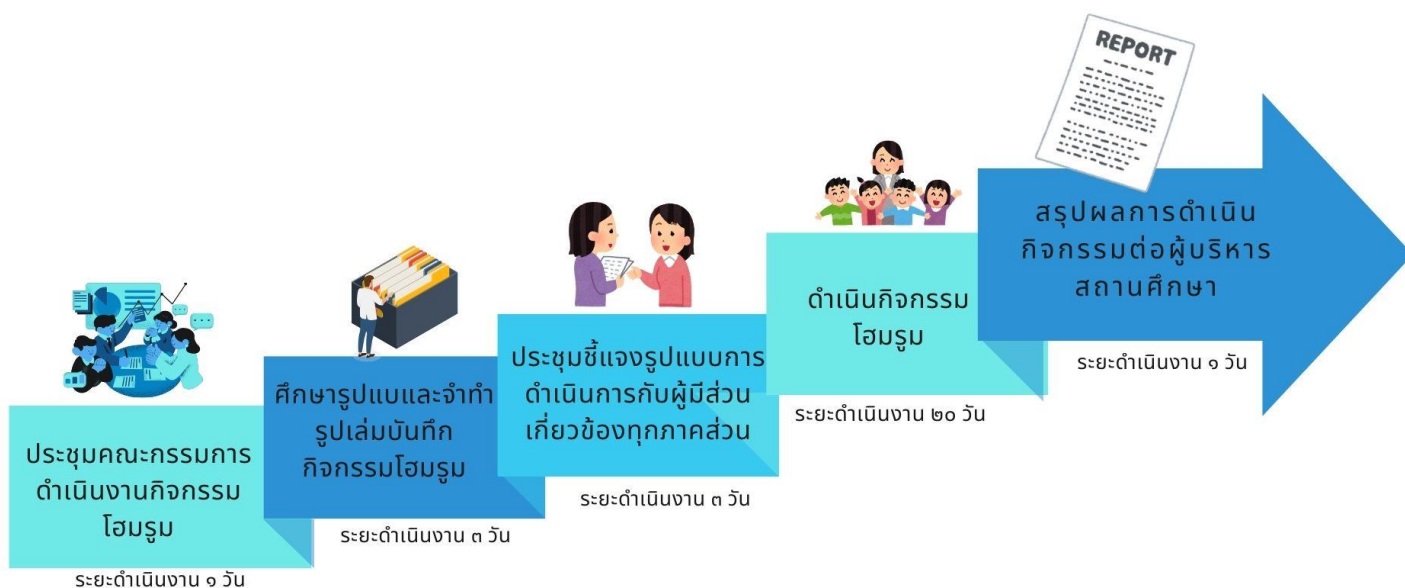 ประชุมคณะกรรมการ
ดำเนินงานกิจกรรม
โฮมรูม
ระยะดำเนินงาน ๑ วัน
ศึกษารูปแบและจำทำ
รูปเล่มบันทึก
กิจกรรมโฮมรูม
ระยะดำเนินงาน ๓ วัน
ประชุมชี้แจงรูปแบบการ
ดำเนินการกับผู้มีส่วน
เกี่ยวข้องทุกภาคส่วน
ระยะดำเนินงาน ๓ วัน
ดำเนินกิจกรรม
โฮมรูม
ระยะดำเนินงาน ๒๐ วัน
REPORT
สรุปผลการดำเนิน
กิจกรรมต่อผู้บริหาร
สถานศึกษา
ระยะดำเนินงาน ๑ วัน